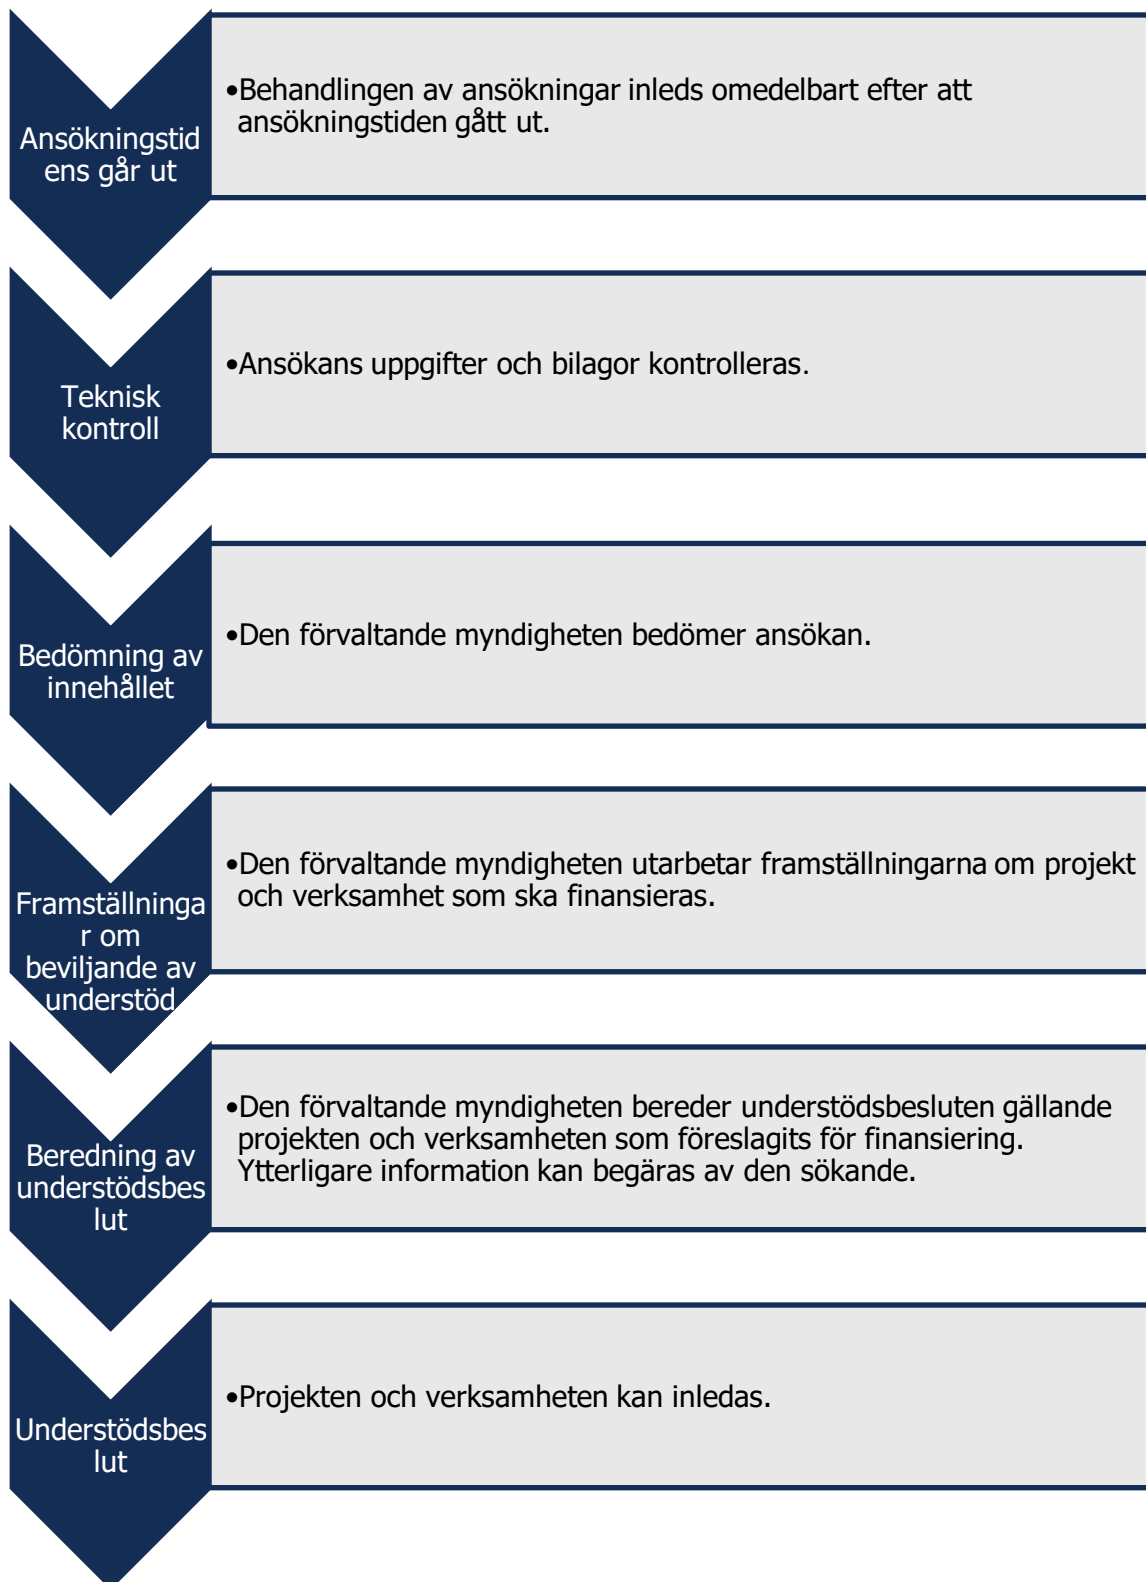 Ansökningstid
ens går ut
•Behandlingen av ansökningar inleds omedelbart efter att
ansökningstiden gått ut.
Teknisk
kontroll
•Ansökans uppgifter och bilagor kontrolleras.
Bedömning av
innehållet
•Den förvaltande myndigheten bedömer ansökan.
Framställninga
r om
beviljande av
understöd
•Den förvaltande myndigheten utarbetar framställningarna om projekt
och verksamhet som ska finansieras.
Beredning av
understödsbes
lut
•Den förvaltande myndigheten bereder understödsbesluten gällande
projekten och verksamheten som föreslagits för finansiering.
Ytterligare information kan begäras av den sökande.
Understödsbes
lut
•Projekten och verksamheten kan inledas.